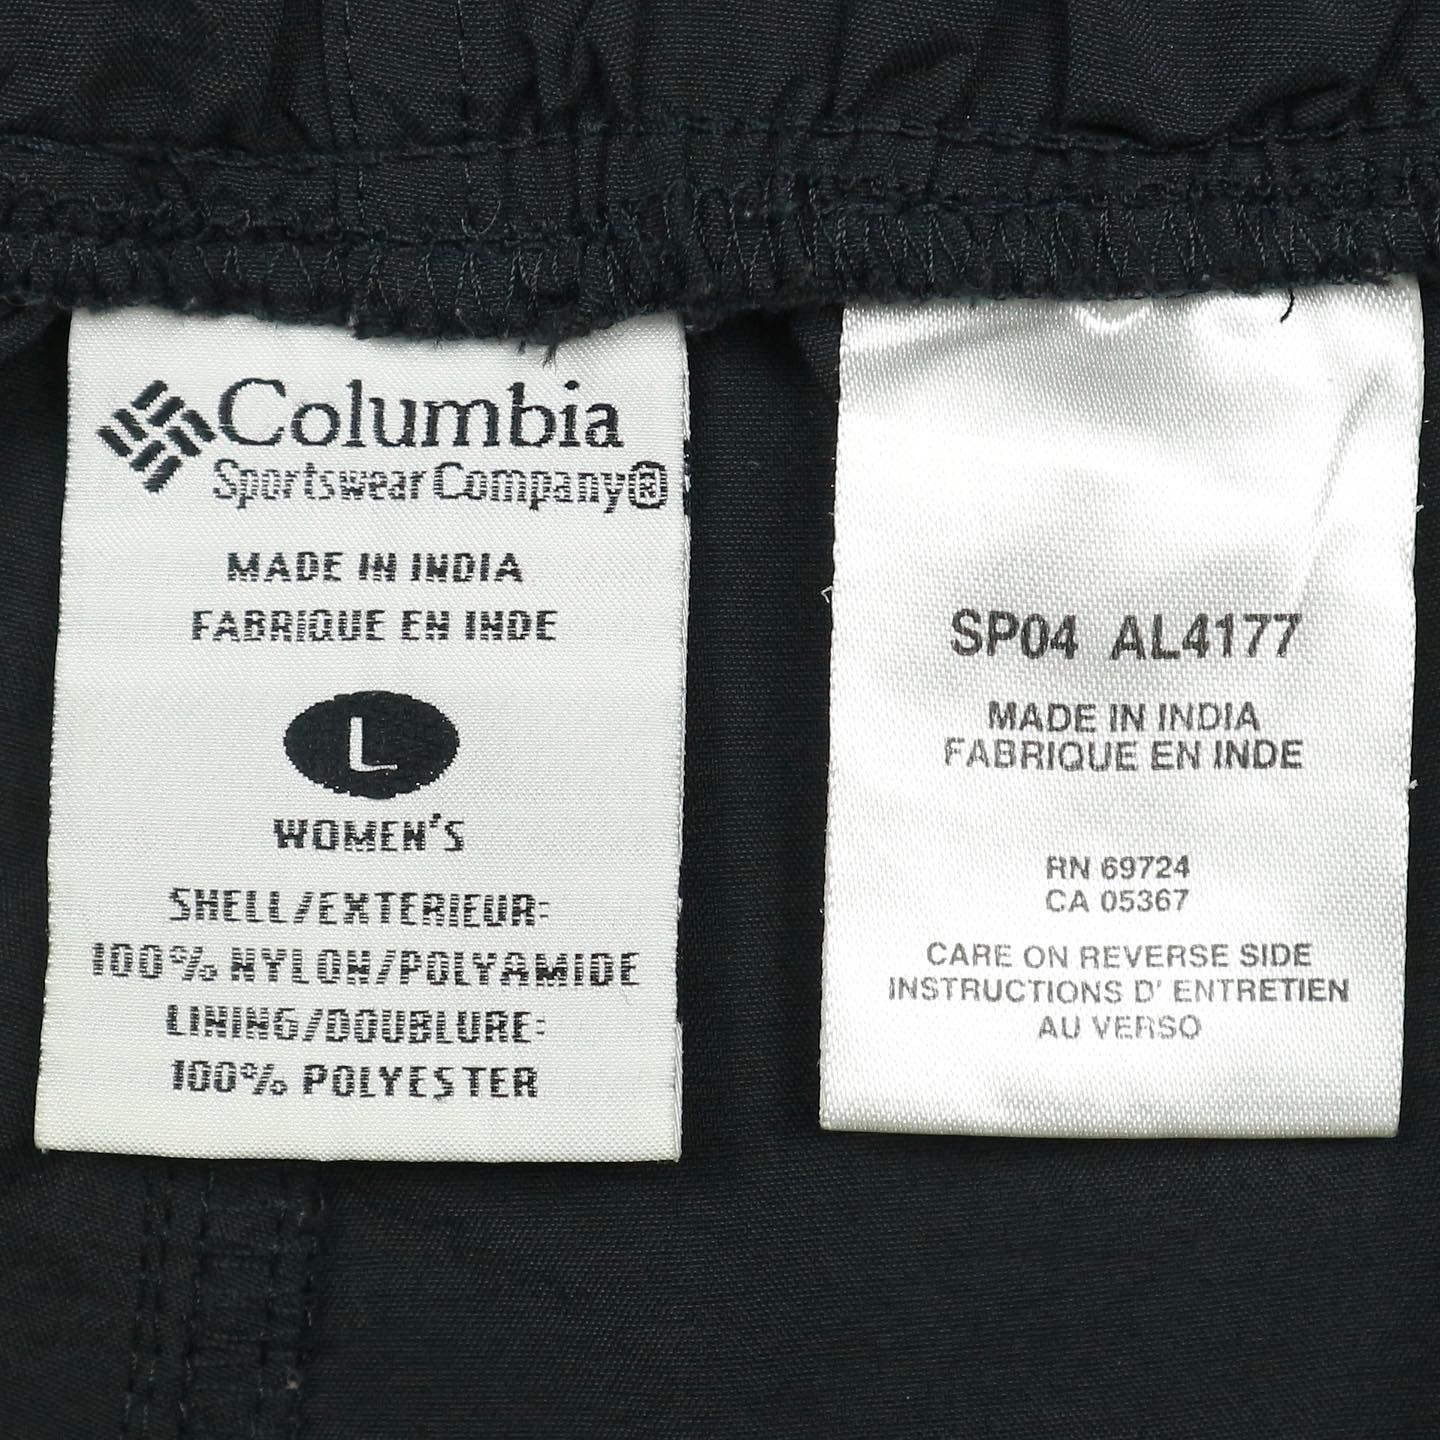 Columbia
Sportswear Company®
MADE IN INDIA
FABRIQUE EN INDE
L
WOMEN'S
SHELL/EXTERIEUR:
100% NYLON/POLYAMIDE
LINING/DOUBLURE:
100% POLYESTER
SP04 AL4177
MADE IN INDIA
FABRIQUE EN INDE
RN 69724
CA 05367
CARE ON REVERSE SIDE
INSTRUCTIONS D' ENTRETIEN
AU VERSO